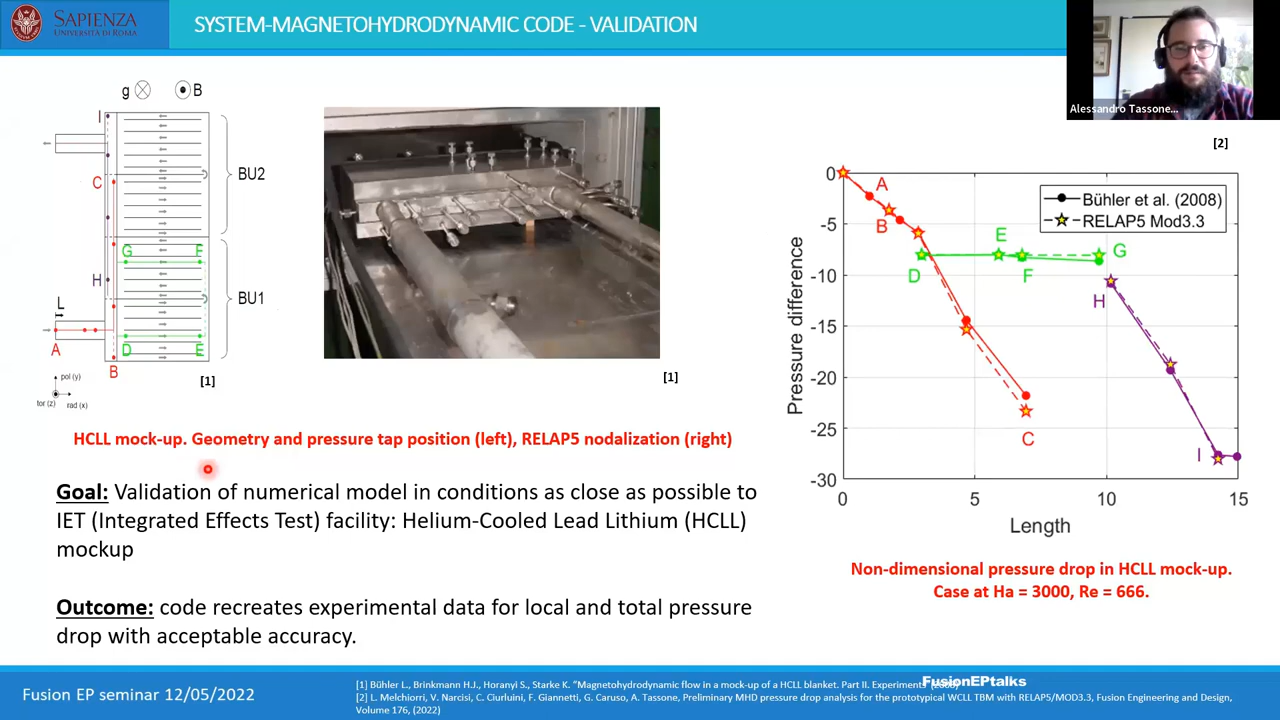 SAPIENZA
UNIVERSITÀ DI ROMA
SYSTEM-MAGNETOHYDRODYNAMIC CODE - VALIDATION
Alessandro Tassone...
g B
I
C
BU2
G F
H
L
BU1
A
D E
B
pol (y)
tor (z) rad (x)
[1]
[1]
[2]
Pressure difference
0
-5
-10
-15
-20
-25
-30
0 5 10 15
Length
Bühler et al. (2008)
RELAP5 Mod3.3
A
B
E
G
D
F
H
C
I
HCLL mock-up. Geometry and pressure tap position (left), RELAP5 nodalization (right)
Goal: Validation of numerical model in conditions as close as possible to
IET (Integrated Effects Test) facility: Helium-Cooled Lead Lithium (HCLL)
mockup
Outcome: code recreates experimental data for local and total pressure
drop with acceptable accuracy.
Non-dimensional pressure drop in HCLL mock-up.
Case at Ha = 3000, Re = 666.
Fusion EP seminar 12/05/2022
[1] Bühler L., Brinkmann H.J., Horanyi S., Starke K. "Magnetohydrodynamic flow in a mock-up of a HCLL blanket. Part II. Experiments
FusionEPtalks
[2] L. Melchiorri, V. Narcisi, C. Ciurluini, F. Giannetti, G. Caruso, A. Tassone, Preliminary MHD pressure drop analysis for the prototypical WCLL TBM with RELAP5/MOD3.3, Fusion Engineering and Design,
Volume 176, (2022)